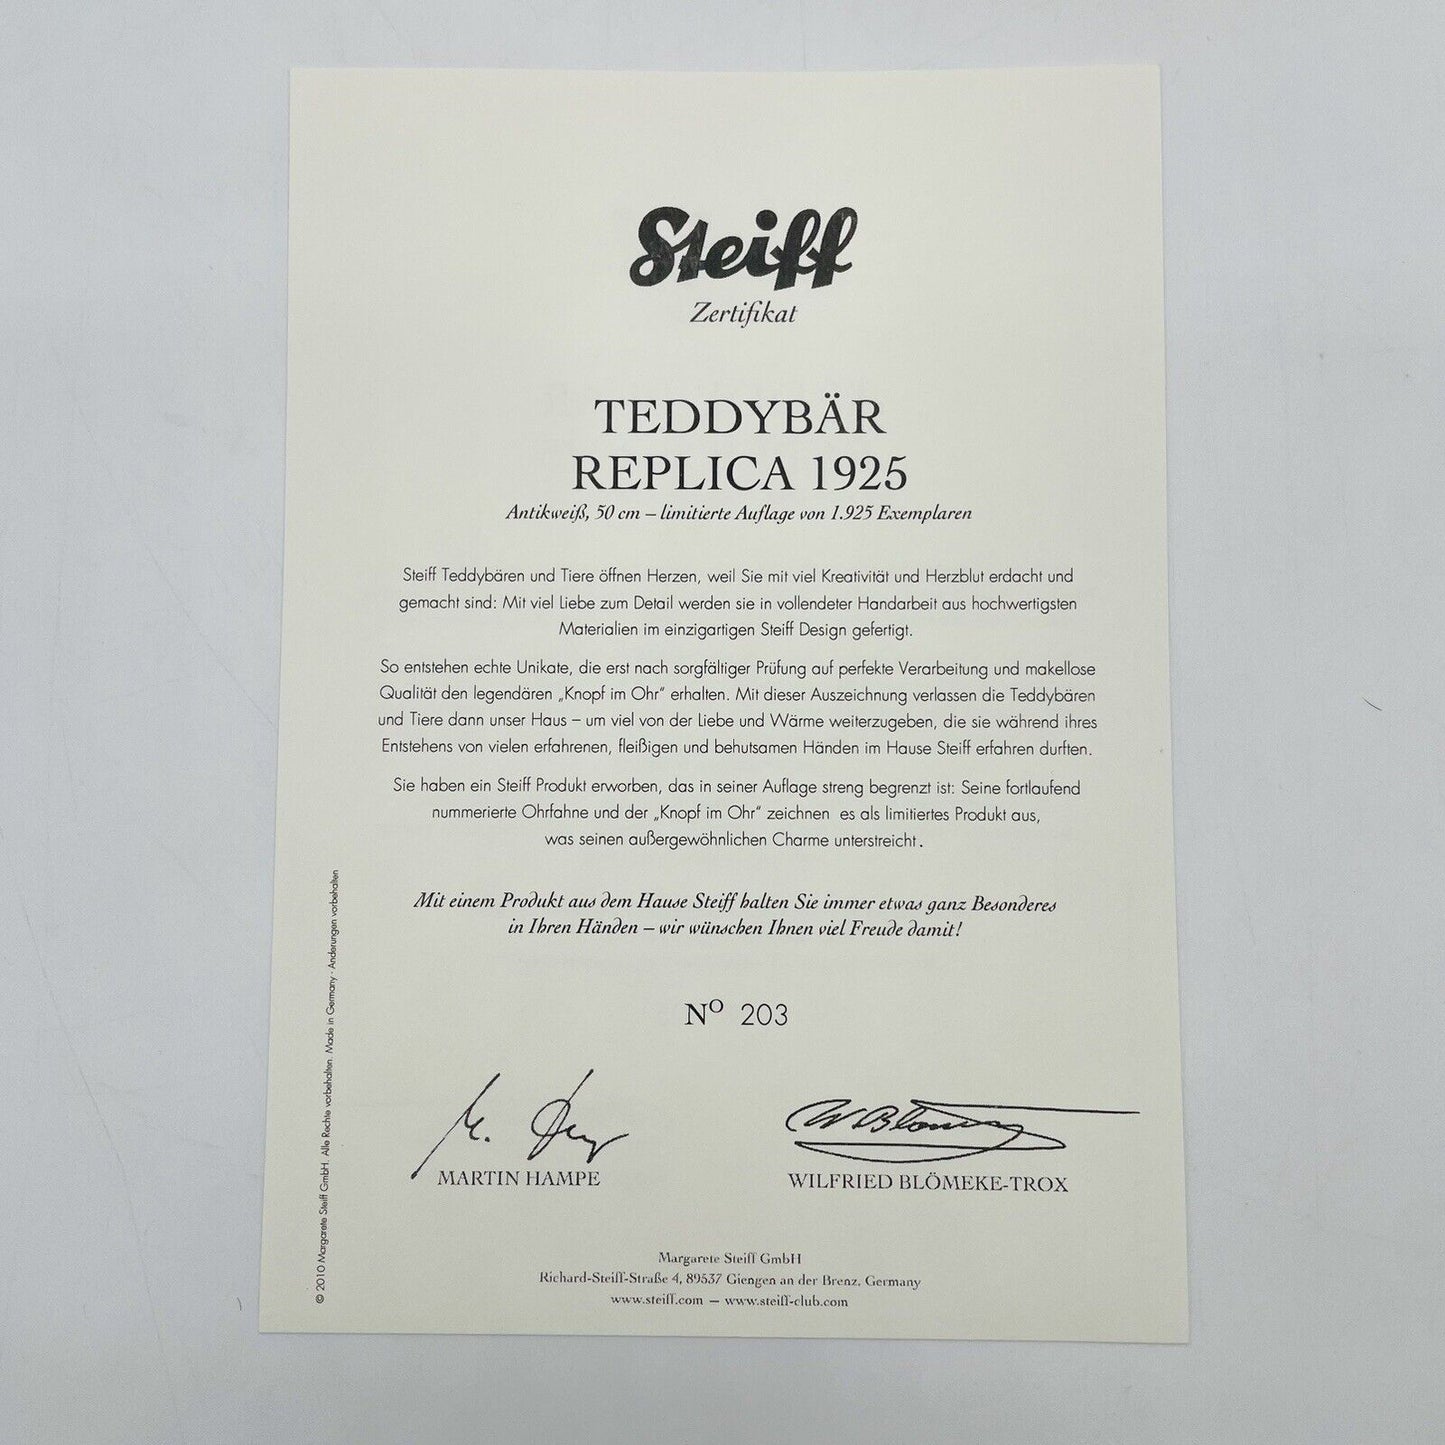 Steiff
Zertifikat
TEDDYBÄR
REPLICA 1925
Antikweiß, 50 cm – limitierte Auflage von 1.925 Exemplaren
Steiff Teddybären und Tiere öffnen Herzen, weil Sie mit viel Kreativität und Herzblut erdacht und
gemacht sind: Mit viel Liebe zum Detail werden sie in vollendeter Handarbeit aus hochwertigsten
Materialien im einzigartigen Steiff Design gefertigt.
So entstehen echte Unikate, die erst nach sorgfältiger Prüfung auf perfekte Verarbeitung und makellose
Qualität den legendären „Knopf im Ohr“ erhalten. Mit dieser Auszeichnung verlassen die Teddybären
und Tiere dann unser Haus – um viel von der Liebe und Wärme weiterzugeben, die sie während ihres
Entstehens von vielen erfahrenen, fleißigen und behutsamen Händen im Hause Steiff erfahren durften.
Sie haben ein Steiff Produkt erworben, das in seiner Auflage streng begrenzt ist: Seine fortlaufend
nummerierte Ohrfahne und der „Knopf im Ohr“ zeichnen es als limitiertes Produkt aus,
was seinen außergewöhnlichen Charme unterstreicht.
Mit einem Produkt aus dem Hause Steiff halten Sie immer etwas ganz Besonderes
in Ihren Händen – wir wünschen Ihnen viel Freude damit!
Nº 203
MARTIN HAMPE
WILFRIED BLÖMEKE-TROX
Margarete Steiff GmbH
Richard-Steiff-Straße 4, 89537 Giengen an der Brenz, Germany
www.steiff.com – www.steiff-club.com
© 2010 Margarete Steiff GmbH. Alle Rechte vorbehalten. Made in Germany · Änderungen vorbehalten